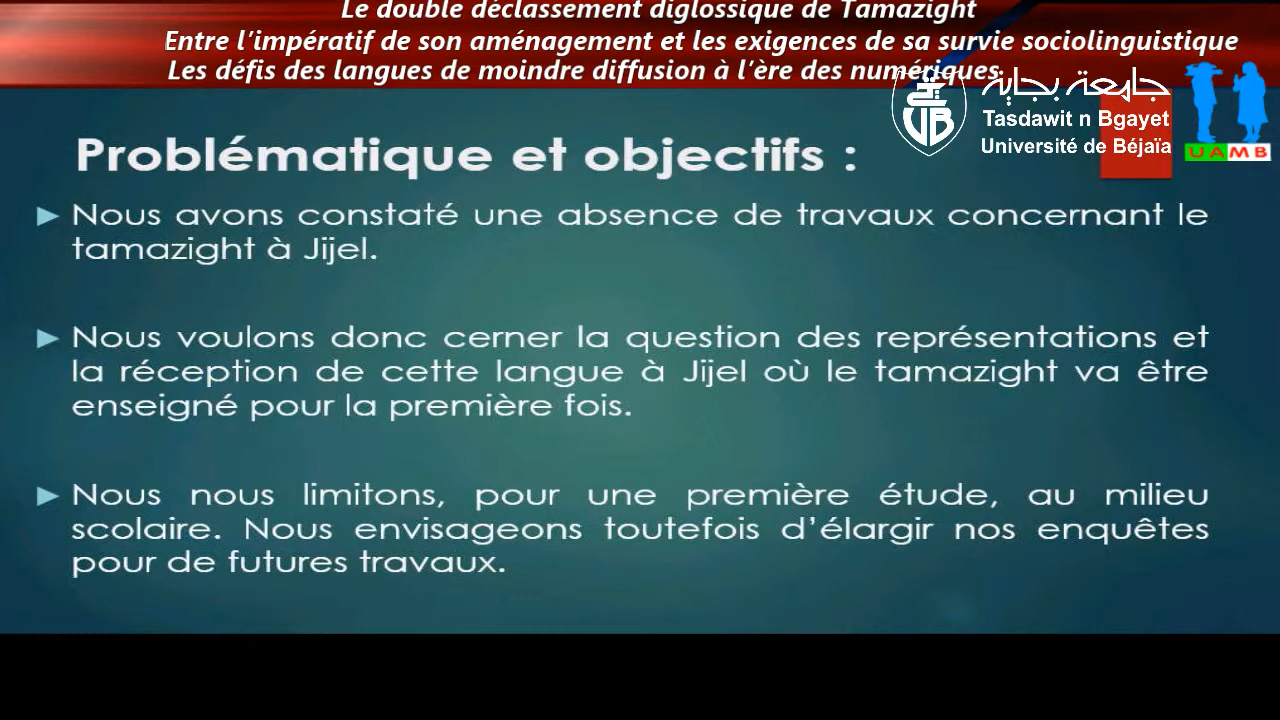 Le double déclassement diglossique de Tamazight
Entre l'impératif de son aménagement et les exigences de sa survie sociolinguistique
Les défis des langues de moindre diffusion à l'ère des numériques
جامعة بجاية
Tasdawit n Bgayet
Université de Béjaïa
UB
UAMB
Problématique et objectifs :
Nous avons constaté une absence de travaux concernant le
tamazight à Jijel.
Nous voulons donc cerner la question des représentations et
la réception de cette langue à Jijel où le tamazight va être
enseigné pour la première fois.
Nous nous limitons, pour une première étude, au milieu
scolaire. Nous envisageons toutefois d'élargir nos enquêtes
pour de futures travaux.